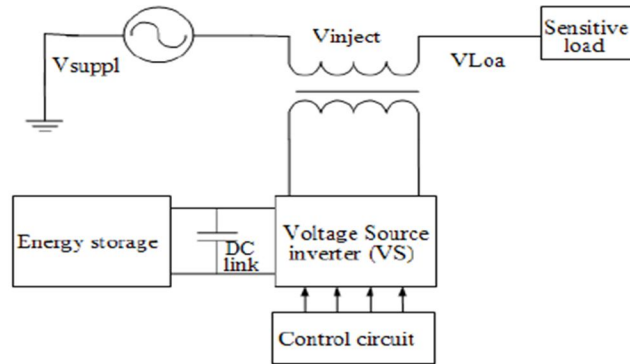 Vsuppl
Vinject
VLoa
Sensitive
load
Energy storage
DC
link
Voltage Source
inverter (VS)
Control circuit